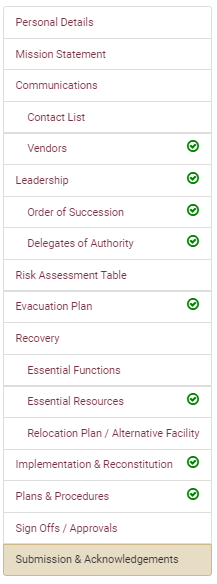 Personal Details
Mission Statement
Communications
Contact List
Vendors
Leadership
Order of Succession
Delegates of Authority
Risk Assessment Table
Evacuation Plan
Recovery
Essential Functions
Essential Resources
Relocation Plan / Alternative Facility
Implementation & Reconstitution
Plans & Procedures
Sign Offs / Approvals
Submission & Acknowledgements